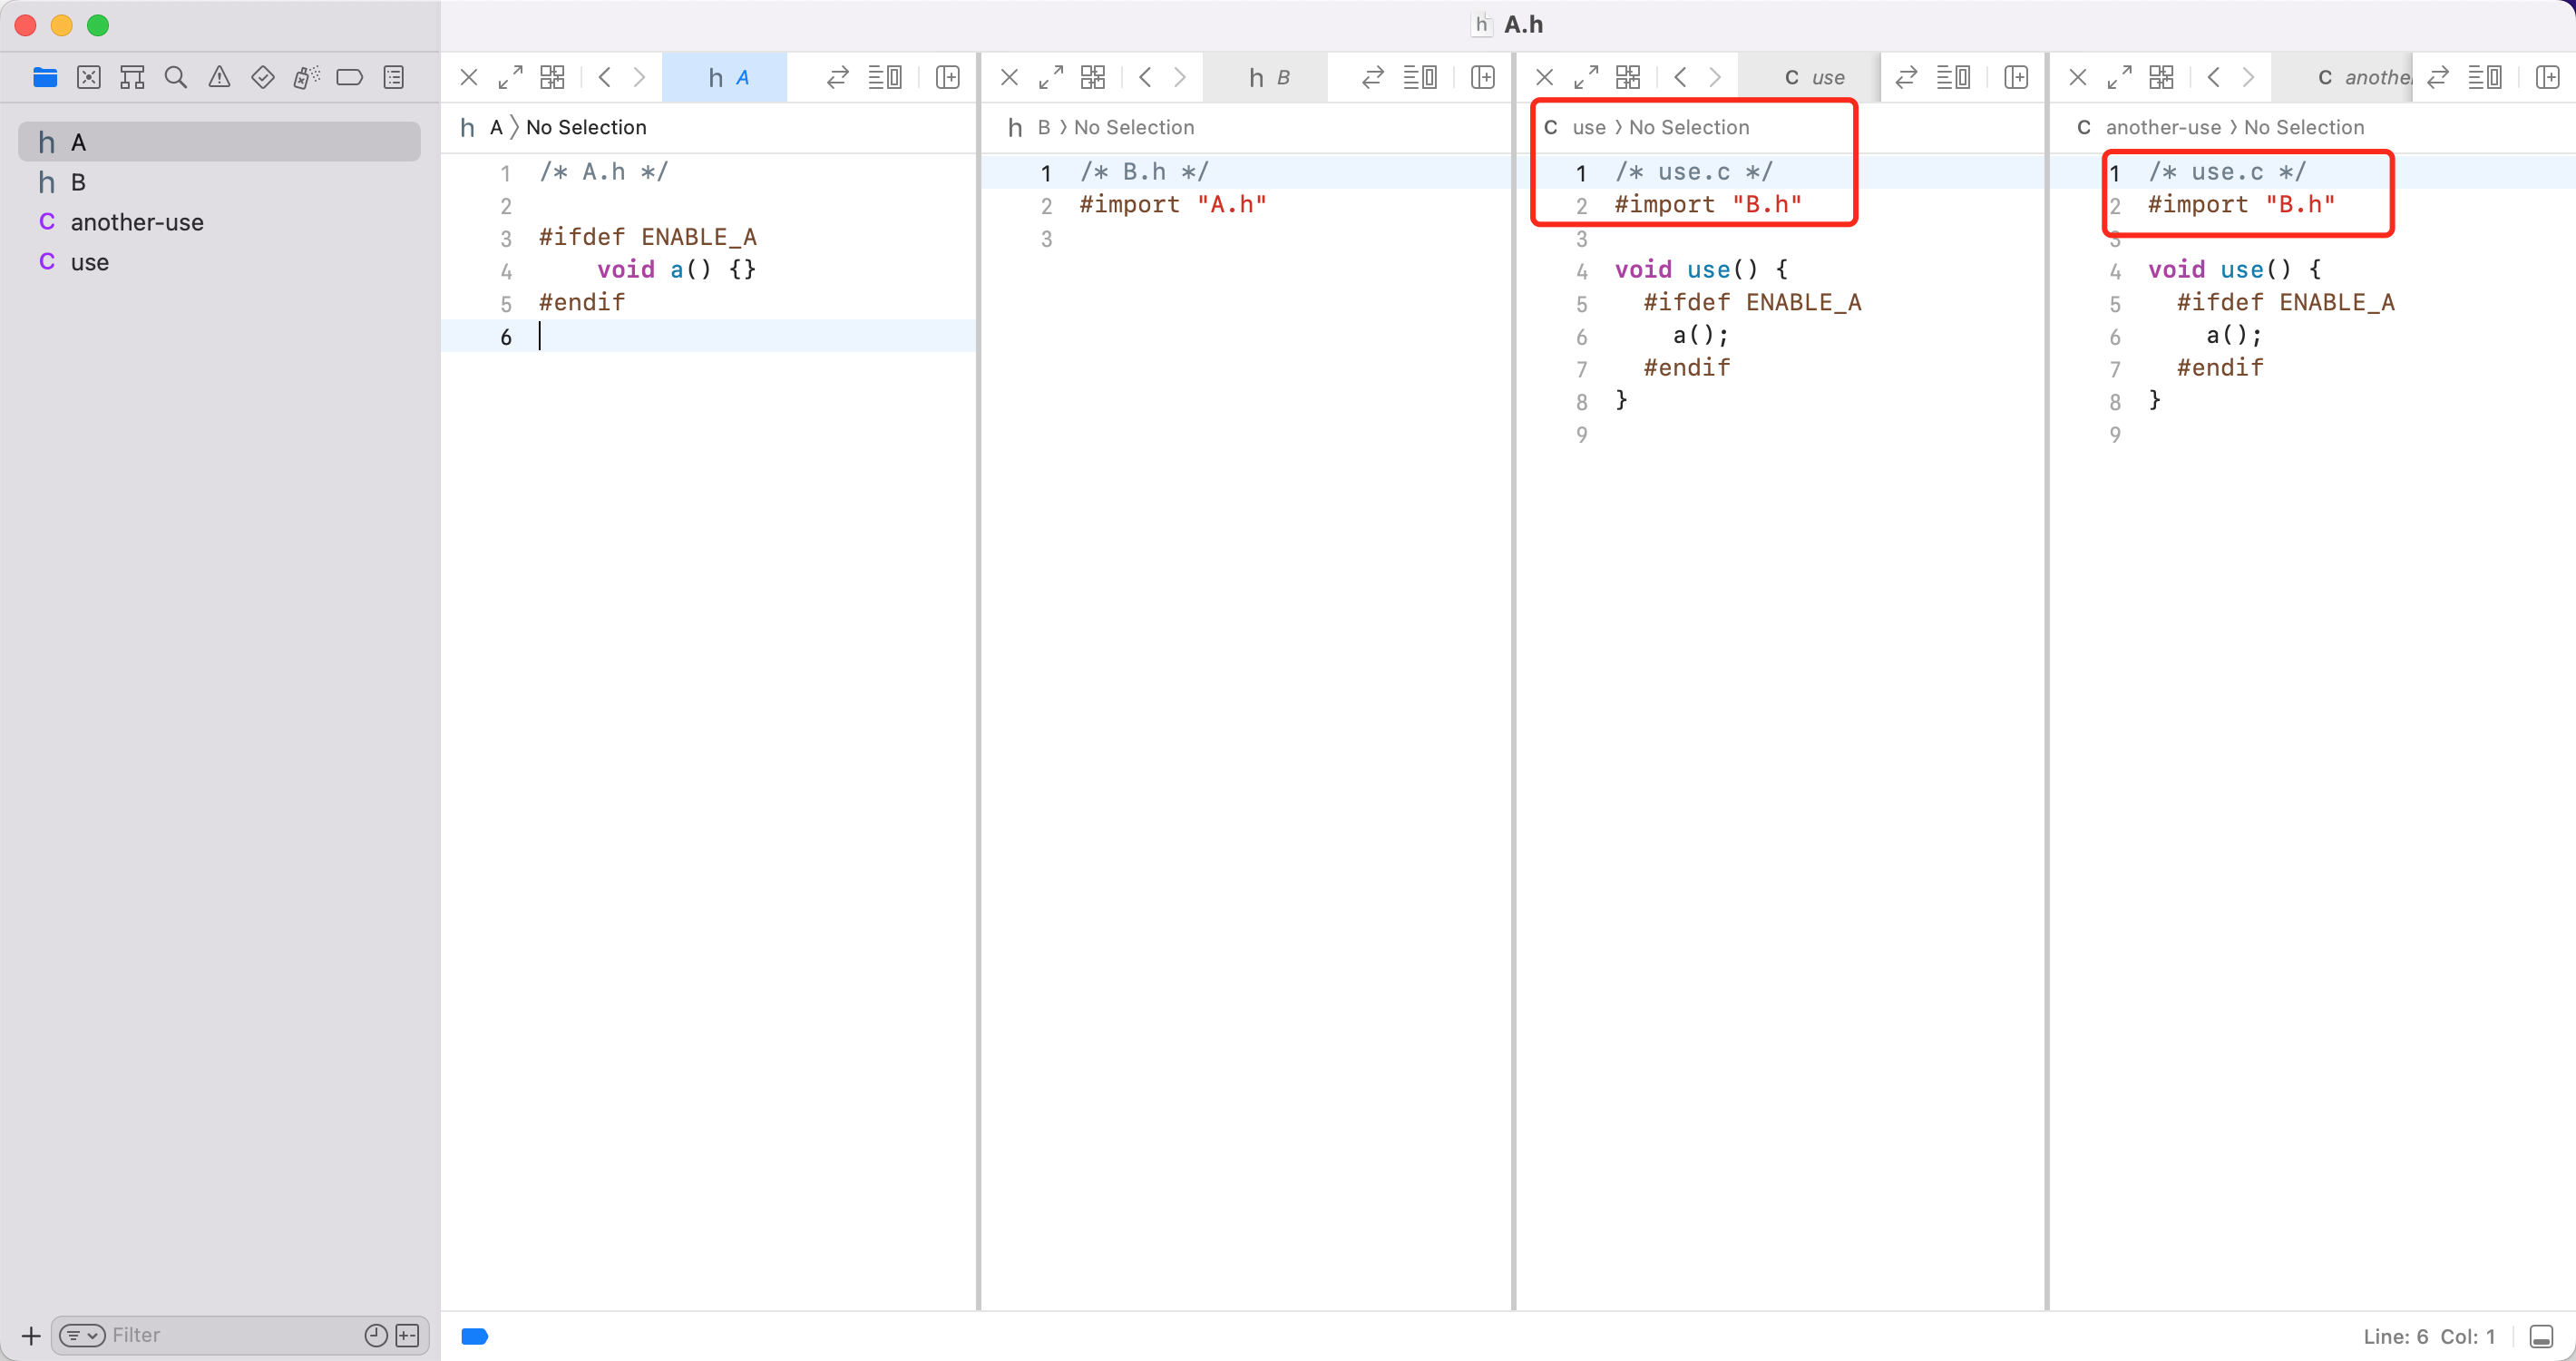 h A.h
h A
h B
C use
C another
A
B
another-use
use
h A 〉 No Selection
1 /* A.h */
2
3 #ifdef ENABLE_A
4     void a() {}
5 #endif
6
h B 〉 No Selection
1 /* B.h */
2 #import "A.h"
3
C use 〉 No Selection
1 /* use.c */
2 #import "B.h"
3
4 void use() {
5   #ifdef ENABLE_A
6     a();
7   #endif
8 }
9
C another-use 〉 No Selection
1 /* use.c */
2 #import "B.h"
3
4 void use() {
5   #ifdef ENABLE_A
6     a();
7   #endif
8 }
9
Filter
Line: 6 Col: 1